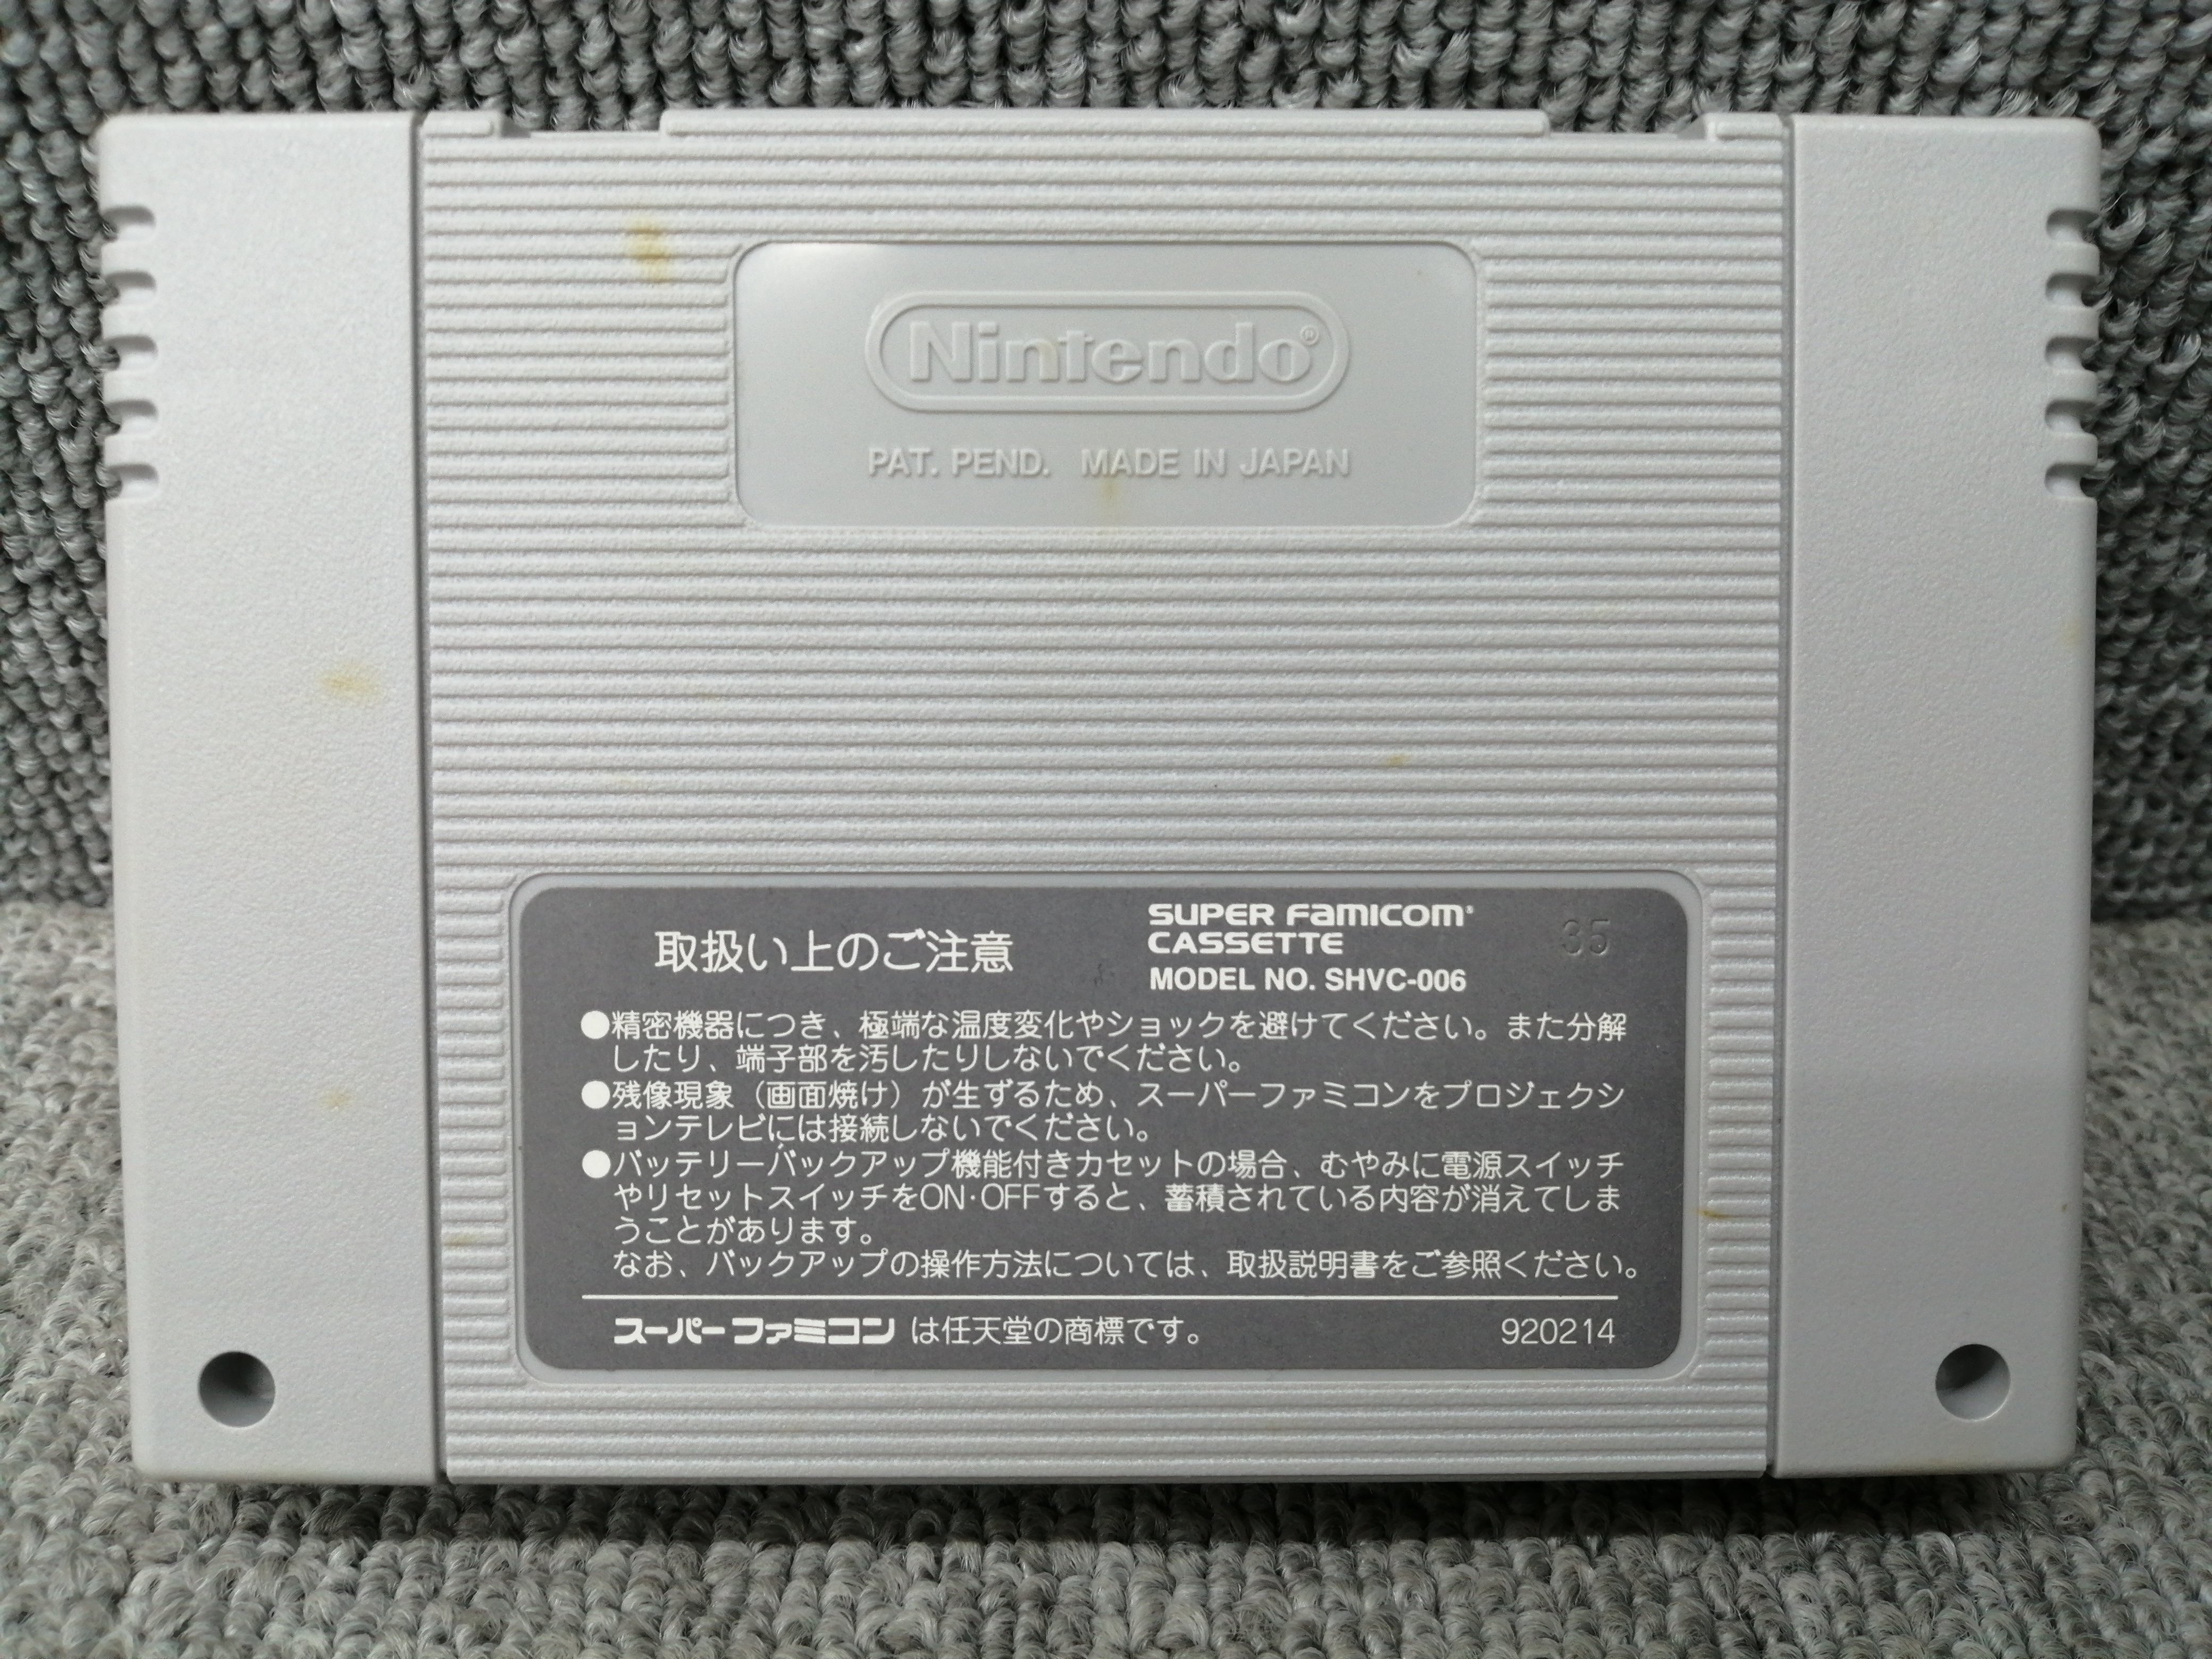 Nintendo®
PAT. PEND. MADE IN JAPAN
取扱い上のご注意
SUPER FAMICOM
CASSETTE
MODEL NO. SHVC-006
35
●精密機器につき、極端な温度変化やショックを避けてください。また分解
したり、端子部を汚したりしないでください。
●残像現象（画面焼け）が生ずるため、スーパーファミコンをプロジェクシ
ョンテレビには接続しないでください。
●バッテリーバックアップ機能付きカセットの場合、むやみに電源スイッチ
やリセットスイッチをON·OFFすると、蓄積されている内容が消えてしま
うことがあります。
なお、バックアップの操作方法については、取扱説明書をご参照ください。
スーパーファミコン は任天堂の商標です。
920214